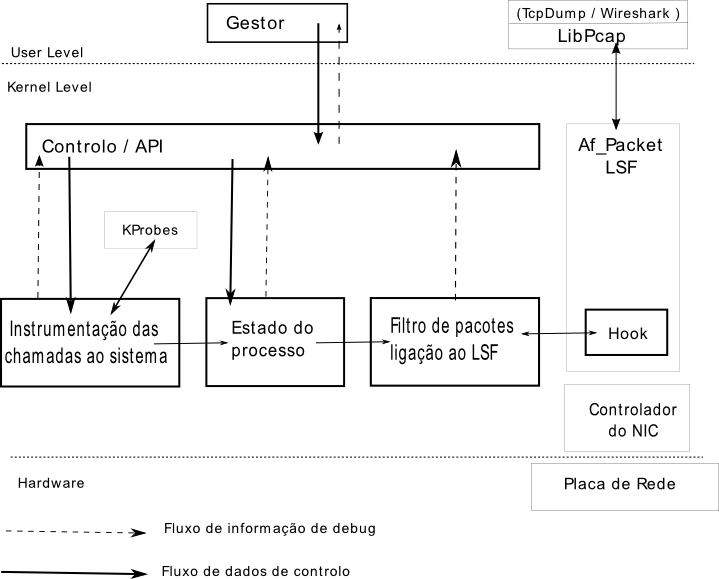 (TcpDump / Wireshark )
Gestor
LibPcap
User Level
Kernel Level
Controlo / API
Af_Packet
LSF
KProbes
Instrumentação das
chamadas ao sistema
Estado do
processo
Filtro de pacotes
ligação ao LSF
Hook
Controlador
do NIC
Hardware
Placa de Rede
Fluxo de informação de debug
Fluxo de dados de controlo